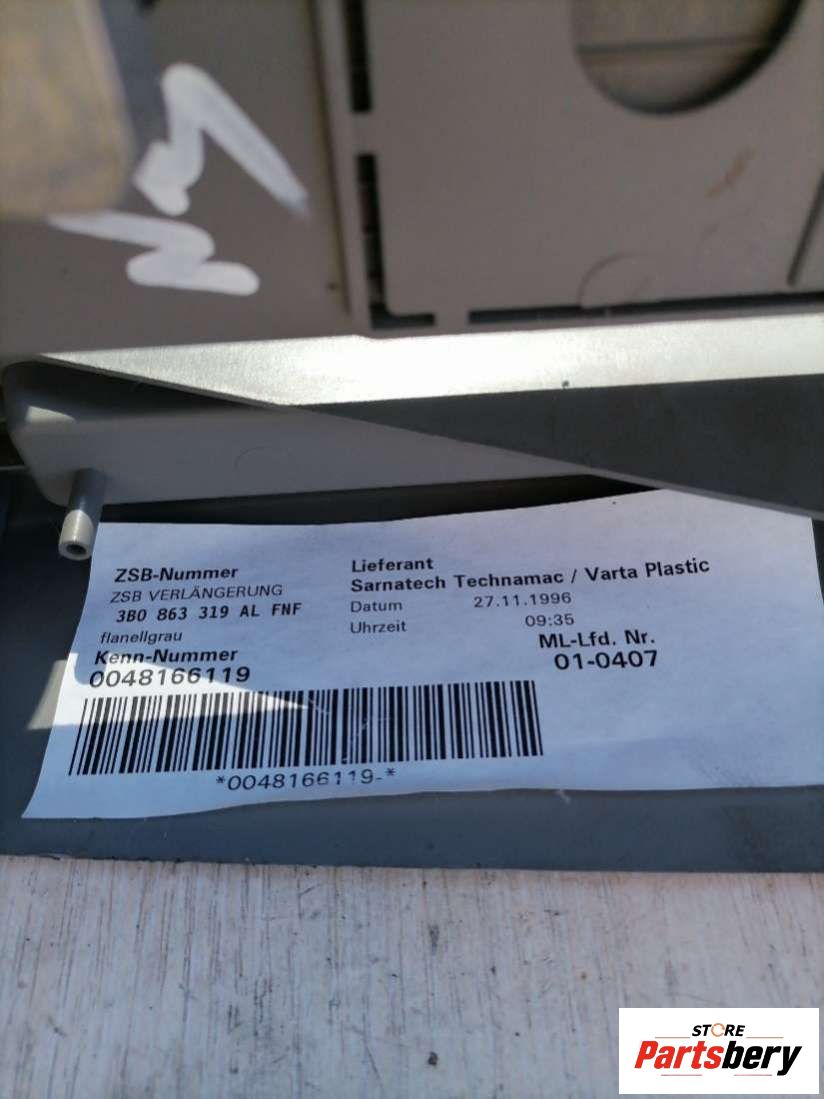 ZSB-Nummer
ZSB VERLÄNGERUNG
3B0 863 319 AL FNF
flanellgrau
Kenn-Nummer
0048166119
Lieferant
Sarnatech Technamac / Varta Plastic
Datum 27.11.1996
Uhrzeit 09:35
ML-Lfd. Nr.
01-0407
*0048166119-*
STORE
Partsbery